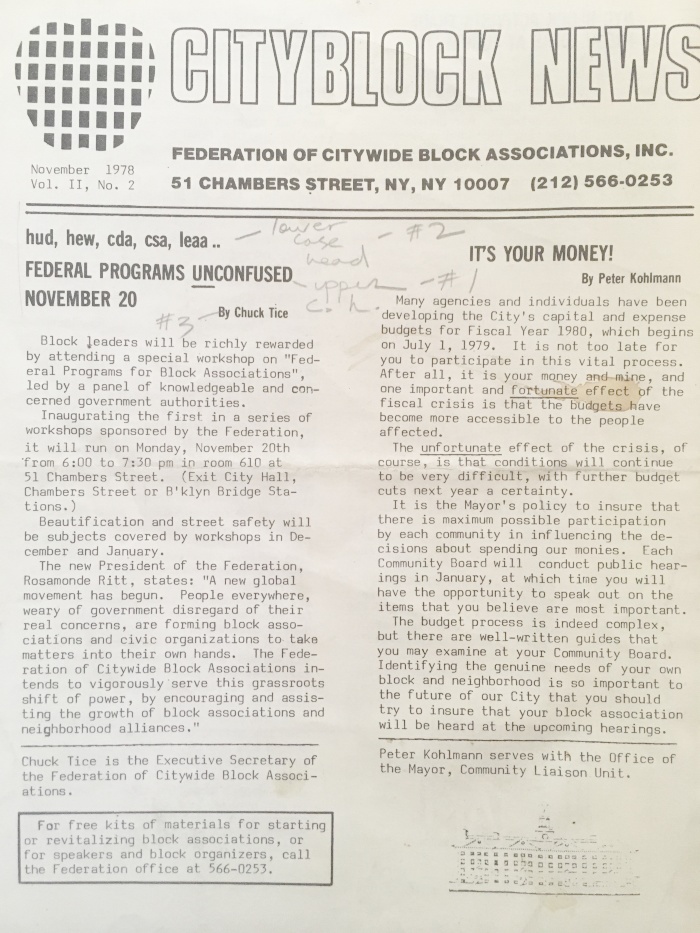 CITYBLOCK NEWS
FEDERATION OF CITYWIDE BLOCK ASSOCIATIONS, INC.
51 CHAMBERS STREET, NY, NY 10007 (212) 566-0253
November 1978
Vol. II, No. 2
hud, hew, cda, csa, leaa ..
FEDERAL PROGRAMS UNCONFUSED
NOVEMBER 20
lower
case
head
- #2
upper
c. h.
- #1
#3
By Chuck Tice
Block leaders will be richly rewarded
by attending a special workshop on "Fed-
eral Programs for Block Associations",
led by a panel of knowledgeable and con-
cerned government authorities.
Inaugurating the first in a series of
workshops sponsored by the Federation,
it will run on Monday, November 20th
from 6:00 to 7:30 pm in room 610 at
51 Chambers Street. (Exit City Hall,
Chambers Street or B'klyn Bridge Sta-
tions.)
Beautification and street safety will
be subjects covered by workshops in De-
cember and January.
The new President of the Federation,
Rosamonde Ritt, states: "A new global
movement has begun. People everywhere,
weary of government disregard of their
real concerns, are forming block asso-
ciations and civic organizations to take
matters into their own hands. The Fede-
ration of Citywide Block Associations in-
tends to vigorously serve this grassroots
shift of power, by encouraging and assis-
ting the growth of block associations and
neighborhood alliances."
Chuck Tice is the Executive Secretary of
the Federation of Citywide Block Associ-
ations.
For free kits of materials for starting
or revitalizing block associations, or
for speakers and block organizers, call
the Federation office at 566-0253.
IT'S YOUR MONEY!
By Peter Kohlmann
Many agencies and individuals have been
developing the City's capital and expense
budgets for Fiscal Year 1980, which begins
on July 1, 1979. It is not too late for
you to participate in this vital process.
After all, it is your money and mine, and
one important and fortunate effect of the
fiscal crisis is that the budgets have
become more accessible to the people
affected.
The unfortunate effect of the crisis, of
course, is that conditions will continue
to be very difficult, with further budget
cuts next year a certainty.
It is the Mayor's policy to insure that
there is maximum possible participation
by each community in influencing the de-
cisions about spending our monies. Each
Community Board will conduct public hear-
ings in January, at which time you will
have the opportunity to speak out on the
items that you believe are most important.
The budget process is indeed complex,
but there are well-written guides that
you may examine at your Community Board.
Identifying the genuine needs of your own
block and neighborhood is so important to
the future of our City that you should
try to insure that your block association
will be heard at the upcoming hearings.
Peter Kohlmann serves with the Office of
the Mayor, Community Liaison Unit.